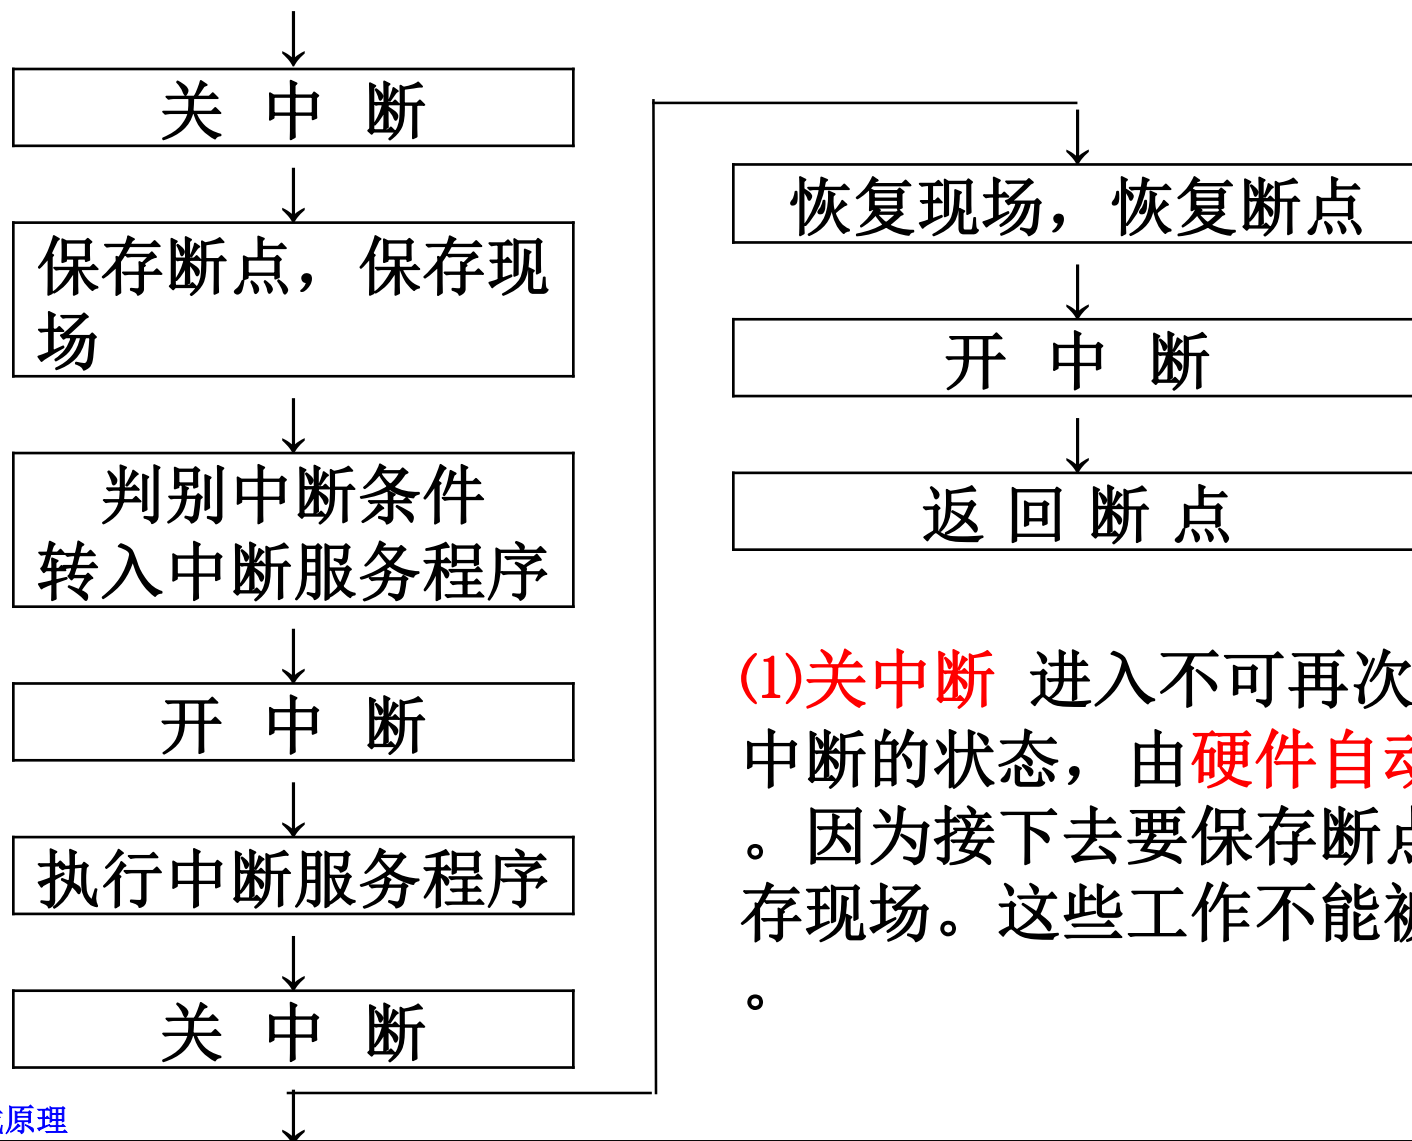 关 中 断
保存断点，保存现
场
判别中断条件
转入中断服务程序
开 中 断
执行中断服务程序
关 中 断
恢复现场，恢复断点
开 中 断
返 回 断 点
⑴关中断 进入不可再次
中断的状态，由硬件自动
。因为接下去要保存断点
存现场。这些工作不能被
。
原理